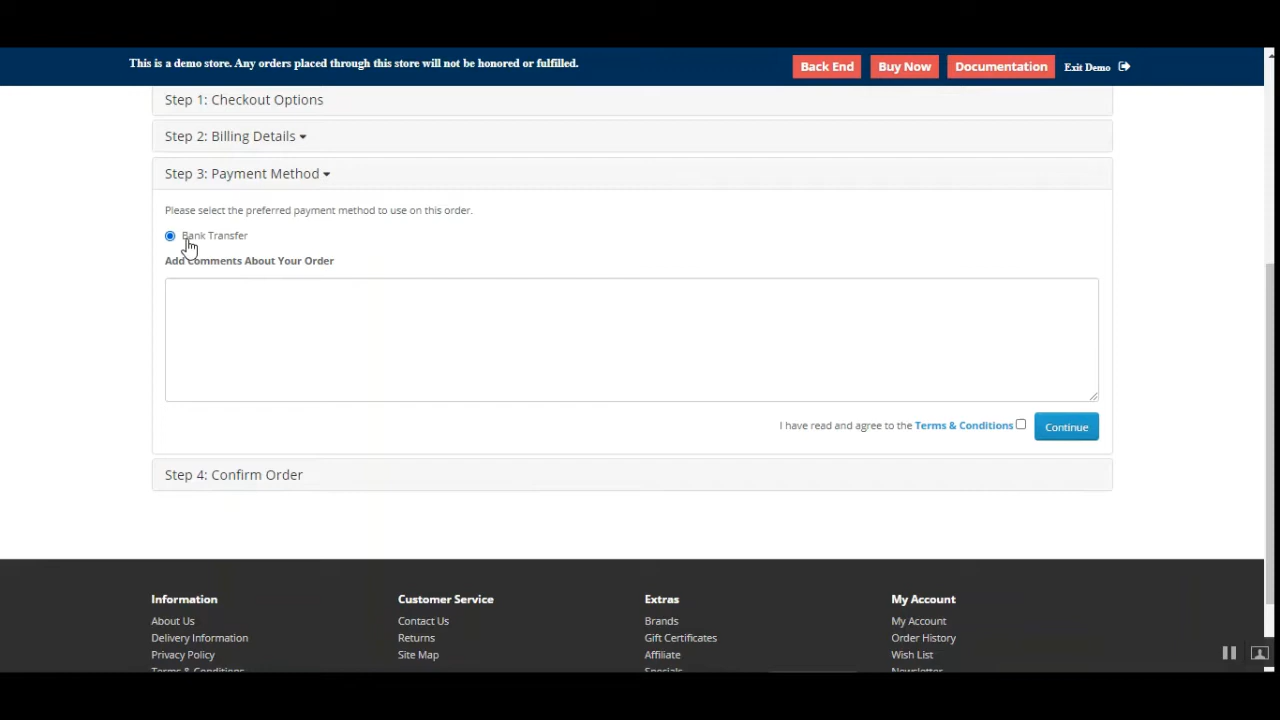 This is a demo store. Any orders placed through this store will not be honored or fulfilled.
Back End
Buy Now
Documentation
Exit Demo
Step 1: Checkout Options
Step 2: Billing Details
Step 3: Payment Method
Please select the preferred payment method to use on this order.
Bank Transfer
Add Comments About Your Order
I have read and agree to the Terms & Conditions
Continue
Step 4: Confirm Order
Information
About Us
Delivery Information
Privacy Policy
Terms & Conditions
Customer Service
Contact Us
Returns
Site Map
Extras
Brands
Gift Certificates
Affiliate
Specials
My Account
My Account
Order History
Wish List
Newsletter